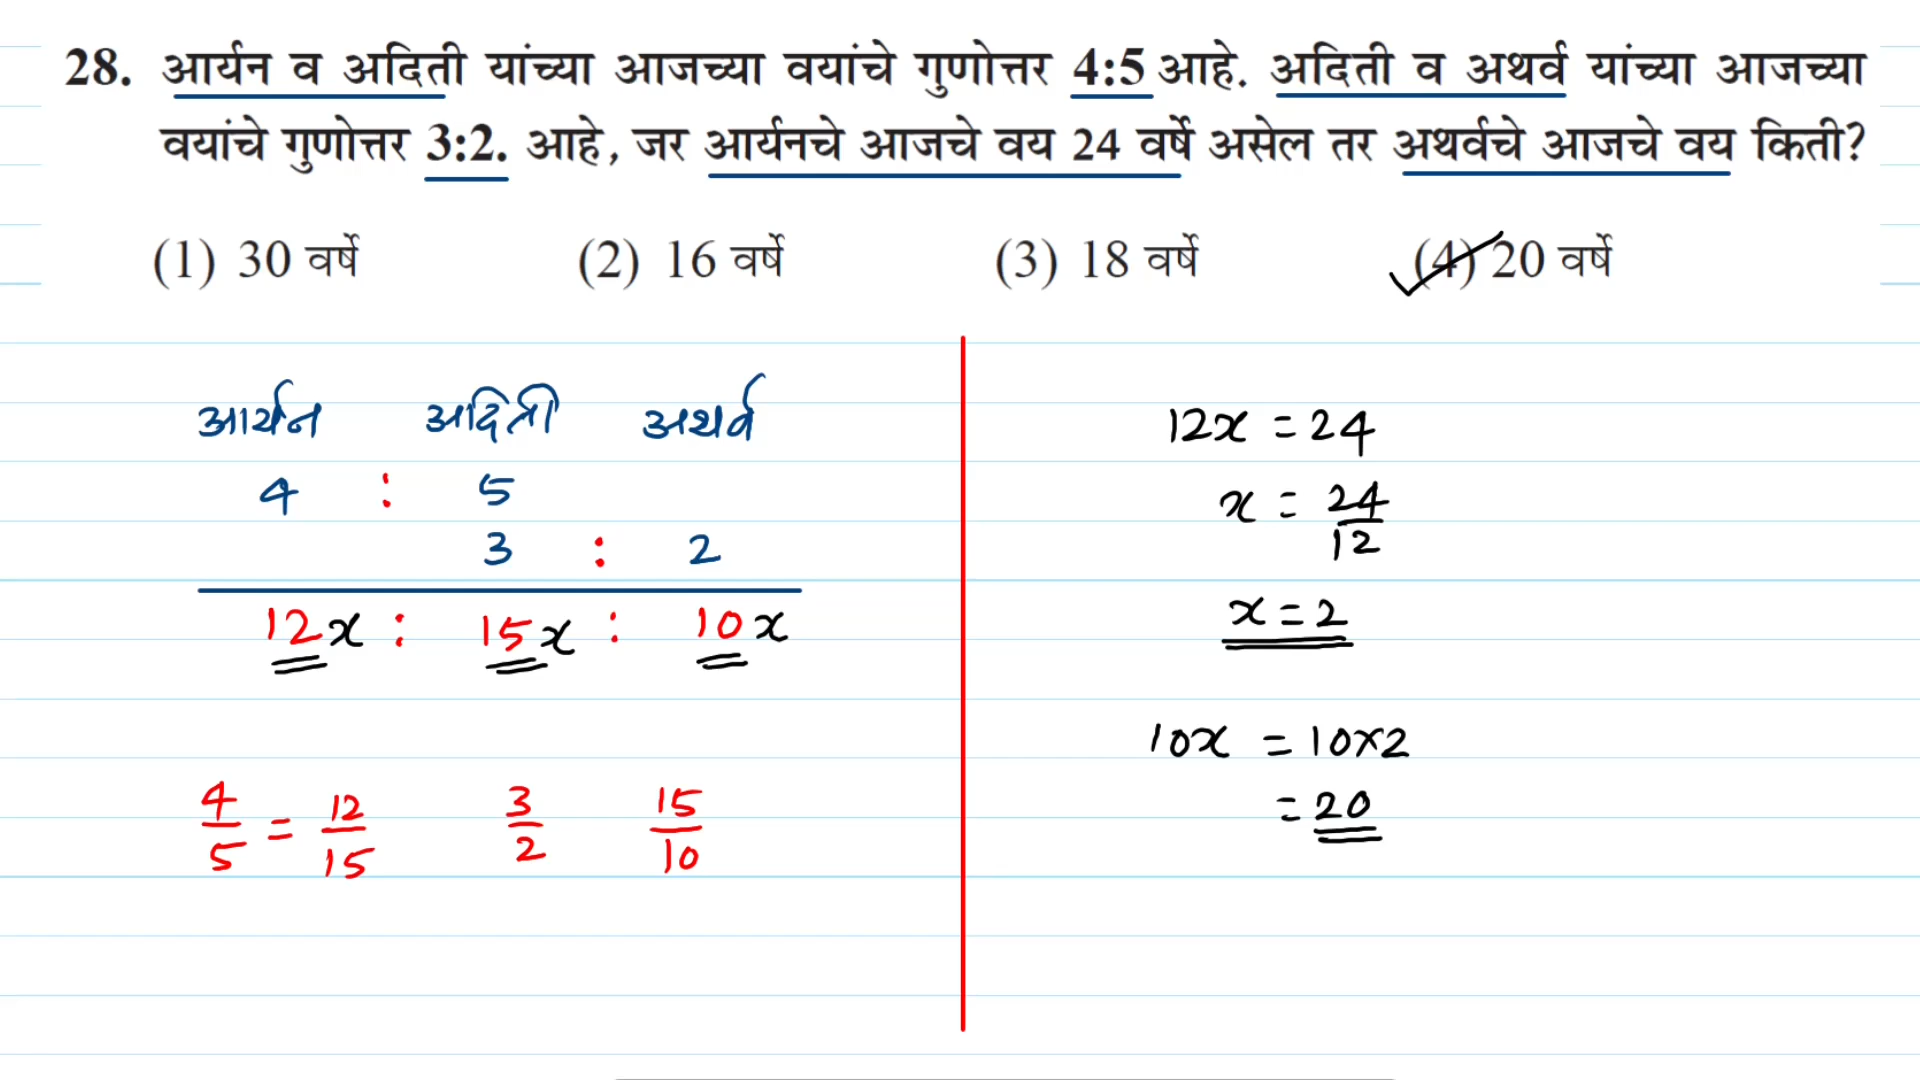 28. आर्यन व अदिती यांच्या आजच्या वयांचे गुणोत्तर 4:5 आहे. अदिती व अथर्व यांच्या आजच्या
वयांचे गुणोत्तर 3:2. आहे, जर आर्यनचे आजचे वय 24 वर्षे असेल तर अथर्वचे आजचे वय किती?
(1) 30 वर्षे (2) 16 वर्षे (3) 18 वर्षे (4) 20 वर्षे
आर्यन अदिती अथर्व
4 : 5
3 : 2
12x : 15x : 10x
4/5 = 12/15 3/2 15/10
12x = 24
x = 24/12
x = 2
10x = 10×2
= 20